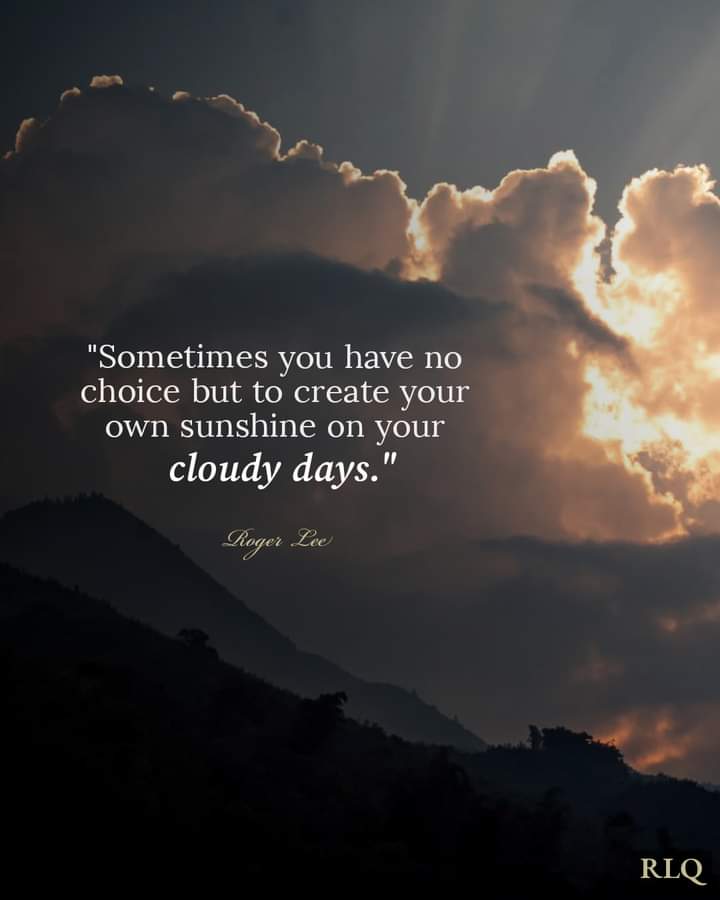 "Sometimes you have no
choice but to create your
own sunshine on your
cloudy days."
Roger Lee
RLQ